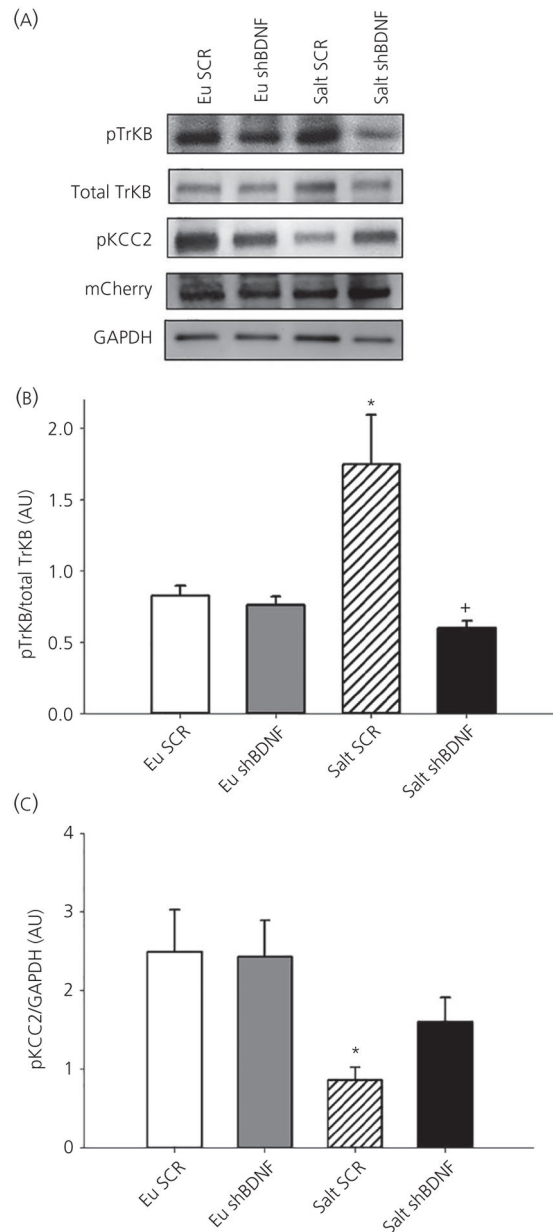 (A)
Eu SCR
Eu shBDNF
Salt SCR
Salt shBDNF
pTrKB
Total TrKB
pKCC2
mCherry
GAPDH
(B)
pTrKB/total TrKB (AU)
2.0
1.5
1.0
0.5
0.0
*
+
Eu SCR
Eu shBDNF
Salt SCR
Salt shBDNF
(C)
pKCC2/GAPDH (AU)
4
3
2
1
0
*
Eu SCR
Eu shBDNF
Salt SCR
Salt shBDNF